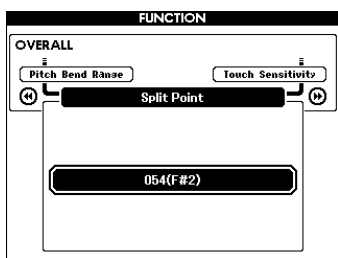 FUNCTION
OVERALL
Pitch Bend Range
Touch Sensitivity
Split Point
054(F#2)